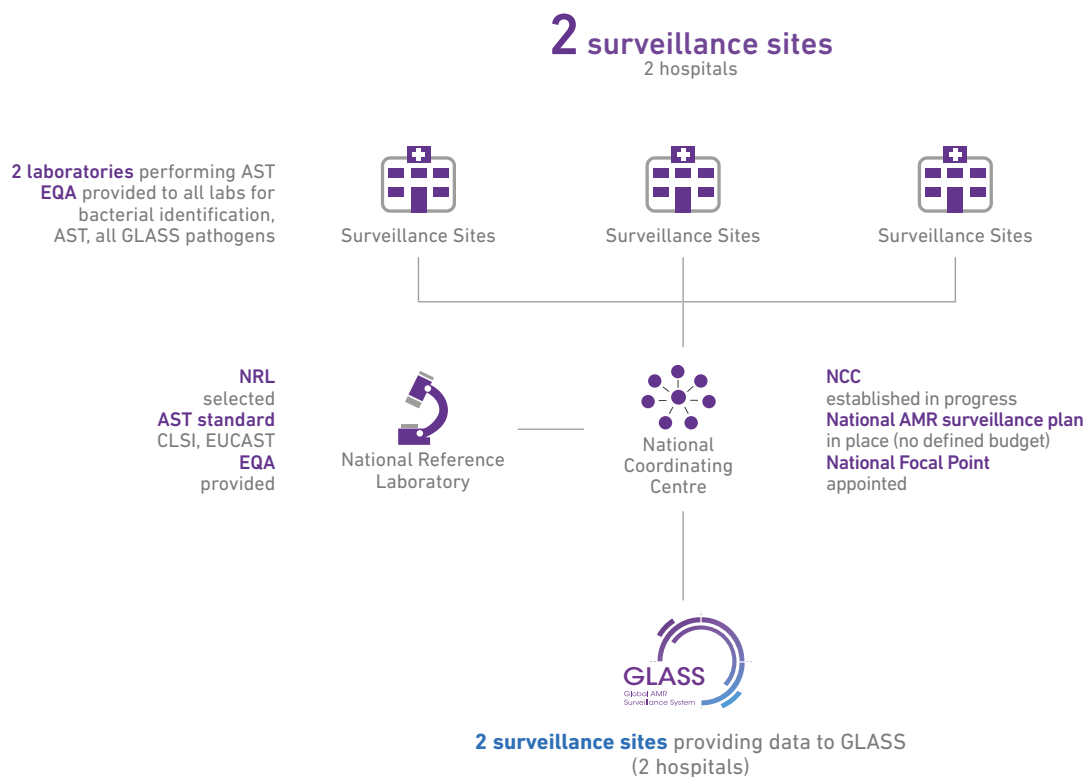 2 surveillance sites
2 hospitals
2 laboratories performing AST
EQA provided to all labs for
bacterial identification,
AST, all GLASS pathogens
Surveillance Sites
Surveillance Sites
Surveillance Sites
NRL
selected
AST standard
CLSI, EUCAST
EQA
provided
National Reference
Laboratory
National
Coordinating
Centre
NCC
established in progress
National AMR surveillance plan
in place (no defined budget)
National Focal Point
appointed
GLASS
Global AMR
Surveillance System
2 surveillance sites providing data to GLASS
(2 hospitals)